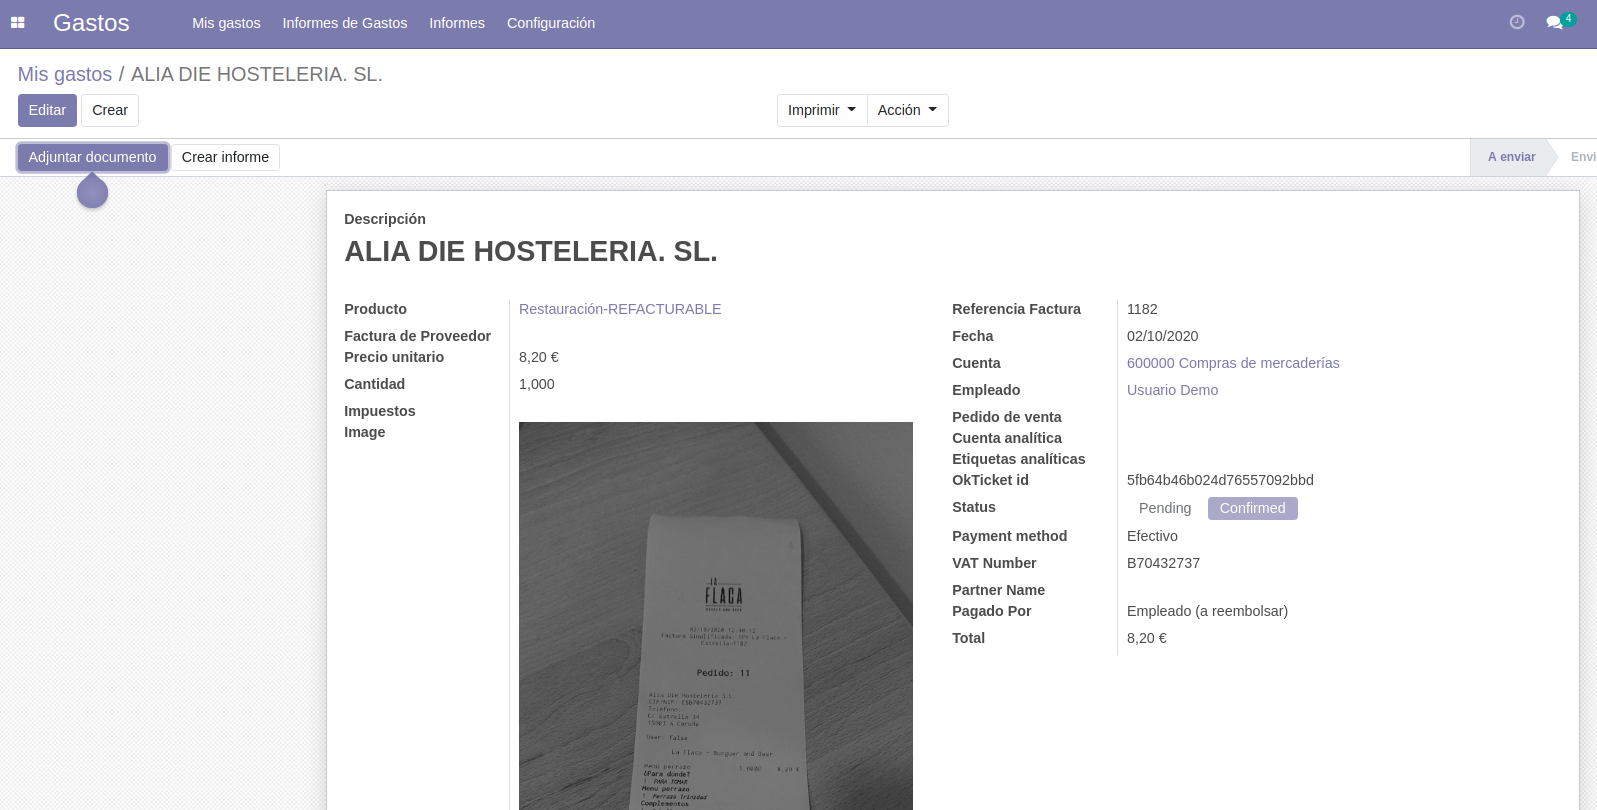 Gastos
Mis gastos
Informes de Gastos
Informes
Configuración
4
Mis gastos / ALIA DIE HOSTELERIA. SL.
Editar
Crear
Imprimir
Acción
Adjuntar documento
Crear informe
A enviar
Envi
Descripción
ALIA DIE HOSTELERIA. SL.
Producto
Restauración-REFACTURABLE
Factura de Proveedor
Precio unitario
8,20 €
Cantidad
1,000
Impuestos
Image
LA
FLACA
BURGER AND BEER
02/10/2020 12:40:12
Factura Simplificada: TPV La Flaca -
Estrella-1182
Pedido: 11
Alia Die Hosteleria S.L.
CIF/NIF: ESB70432737
Telefono:
C/ Estrella 34
15003 A Coruña
User: false
La Flaca - Burguer and Beer
Menú perrazo
8,20 €
¿Para donde?
1 PARA TOMAR
Menu perrazo
1 Perrazo Trinidad
Complementos
Referencia Factura
1182
Fecha
02/10/2020
Cuenta
600000 Compras de mercaderías
Empleado
Usuario Demo
Pedido de venta
Cuenta analítica
Etiquetas analíticas
OkTicket id
5fb64b46b024d76557092bbd
Status
Pending
Confirmed
Payment method
Efectivo
VAT Number
B70432737
Partner Name
Pagado Por
Empleado (a reembolsar)
Total
8,20 €